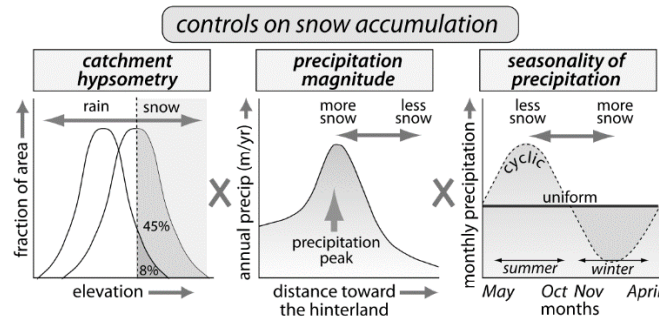 controls on snow accumulation
catchment
hypsometry
rain
snow
fraction of area
45%
8%
elevation
X
precipitation
magnitude
more
snow
less
snow
annual precip (m/yr)
precipitation
peak
distance toward
the hinterland
X
seasonality of
precipitation
less
snow
more
snow
monthly precipitation
cyclic
uniform
summer
winter
May Oct Nov April
months